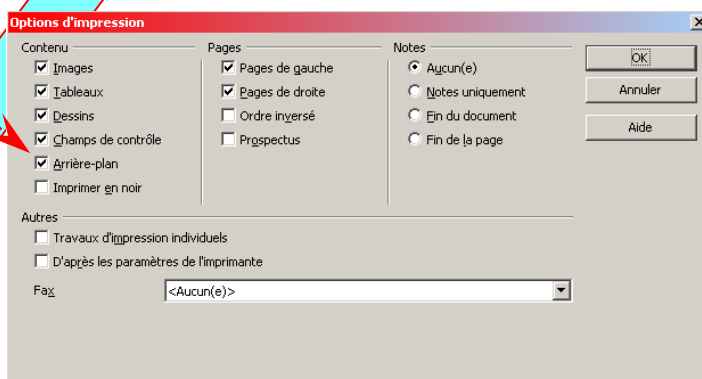 Options d'impression
Contenu
Images
Tableaux
Dessins
Champs de contrôle
Arrière-plan
Imprimer en noir
Pages
Pages de gauche
Pages de droite
Ordre inversé
Prospectus
Notes
Aucun(e)
Notes uniquement
Fin du document
Fin de la page
OK
Annuler
Aide
Autres
Travaux d'impression individuels
D'après les paramètres de l'imprimante
Fax <Aucun(e)>